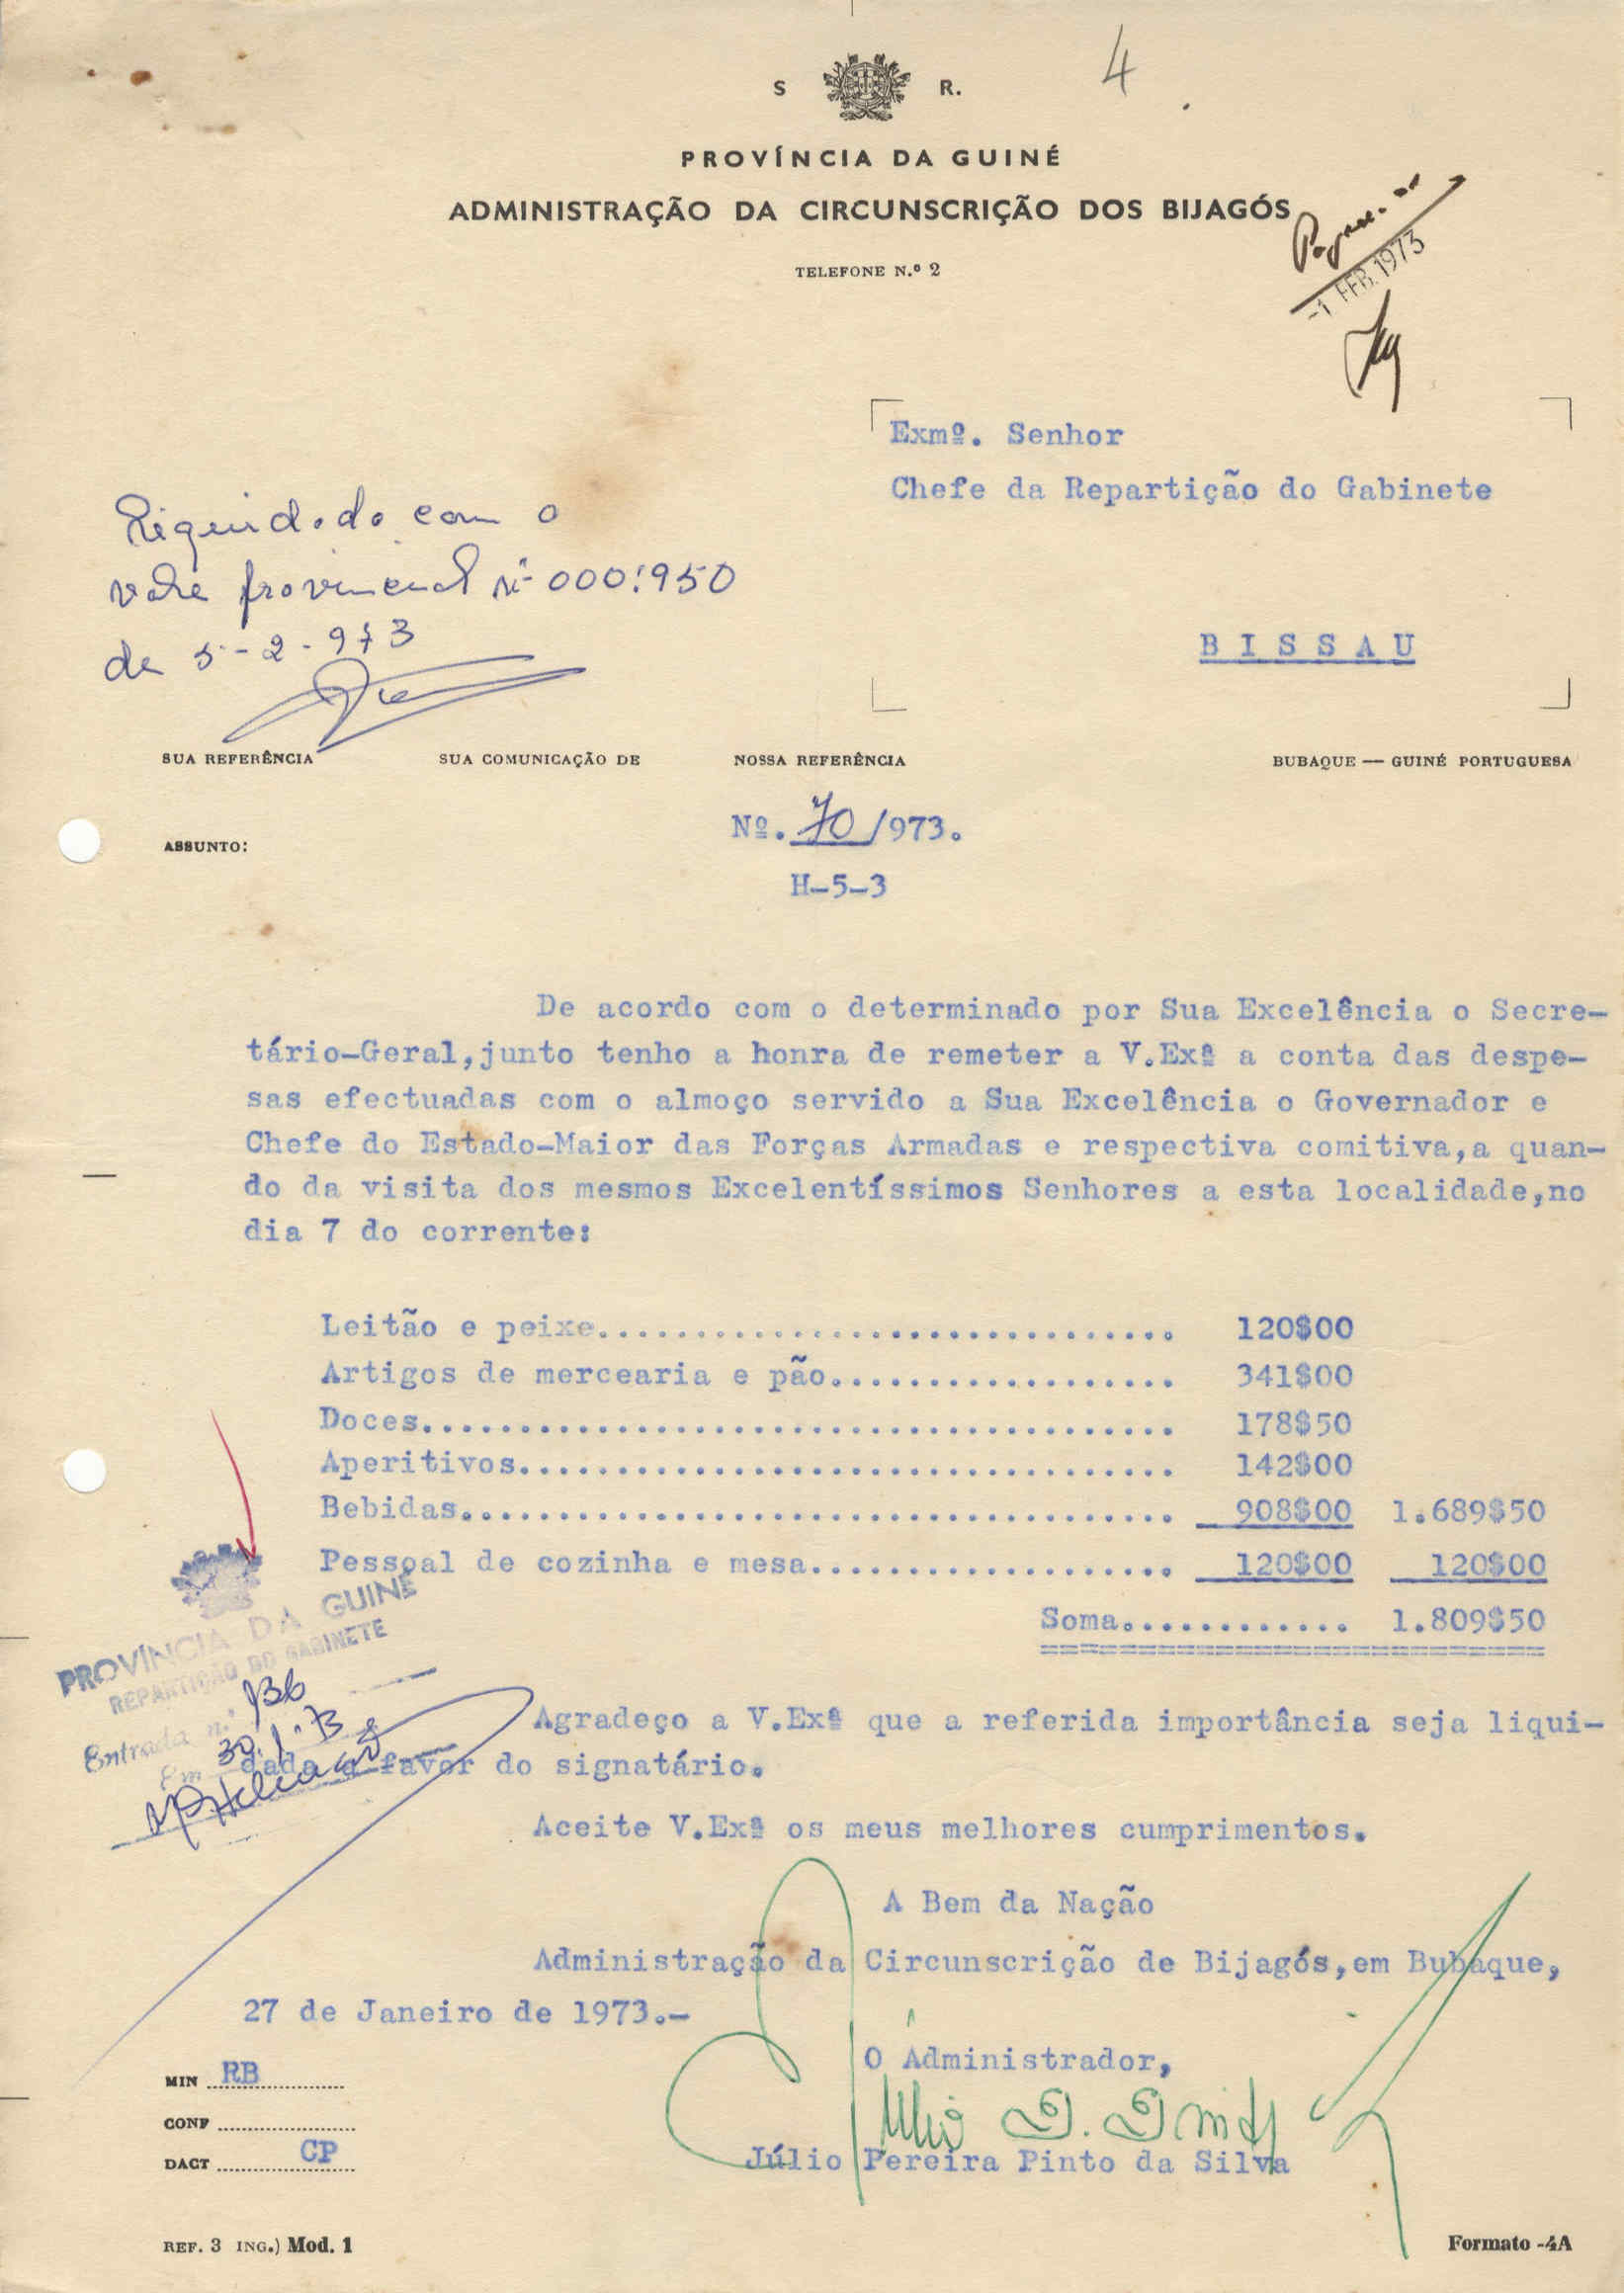 4
S R.
PROVÍNCIA DA GUINÉ
ADMINISTRAÇÃO DA CIRCUNSCRIÇÃO DOS BIJAGÓS
TELEFONE N.º 2
-1 FEB. 1973
Exmº. Senhor
Chefe da Repartição do Gabinete
B I S S A U
Liquidado com o
vale provincial nº 000:950
de 5-2-973
SUA REFERÊNCIA SUA COMUNICAÇÃO DE NOSSA REFERÊNCIA BUBAQUE — GUINÉ PORTUGUESA
Nº. 70/973.
ASSUNTO:
H-5-3
De acordo com o determinado por Sua Excelência o Secre-
tário-Geral,junto tenho a honra de remeter a V.Exª a conta das despe-
sas efectuadas com o almoço servido a Sua Excelência o Governador e
Chefe do Estado-Maior das Forças Armadas e respectiva comitiva,a quan-
do da visita dos mesmos Excelentíssimos Senhores a esta localidade,no
dia 7 do corrente:
Leitão e peixe.............................. 120$00
Artigos de mercearia e pão.................. 341$00
Doces....................................... 178$50
Aperitivos.................................. 142$00
Bebidas..................................... 908$00 1.689$50
Pessoal de cozinha e mesa................... 120$00 120$00
Soma............ 1.809$50
PROVÍNCIA DA GUINÉ
REPARTIÇÃO DO GABINETE
Entrada n.º 136
Em 30.1.73
Agradeço a V.Exª que a referida importância seja liqui-
dada a favor do signatário.
Aceite V.Exª os meus melhores cumprimentos.
A Bem da Nação
Administração da Circunscrição de Bijagós,em Bubaque,
27 de Janeiro de 1973.-
O Administrador,
Júlio Pereira Pinto da Silva
MIN RB
CONF
DACT CP
REF. 3 ING.) Mod. 1 Formato -4A